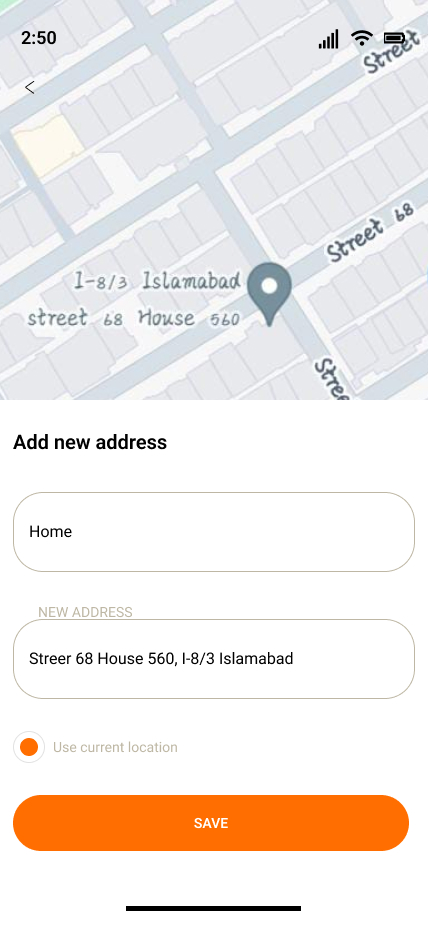 2:50
Street
Street 68
I-8/3 Islamabad
street 68 House 560
Stree
Add new address
Home
NEW ADDRESS
Streer 68 House 560, I-8/3 Islamabad
Use current location
SAVE